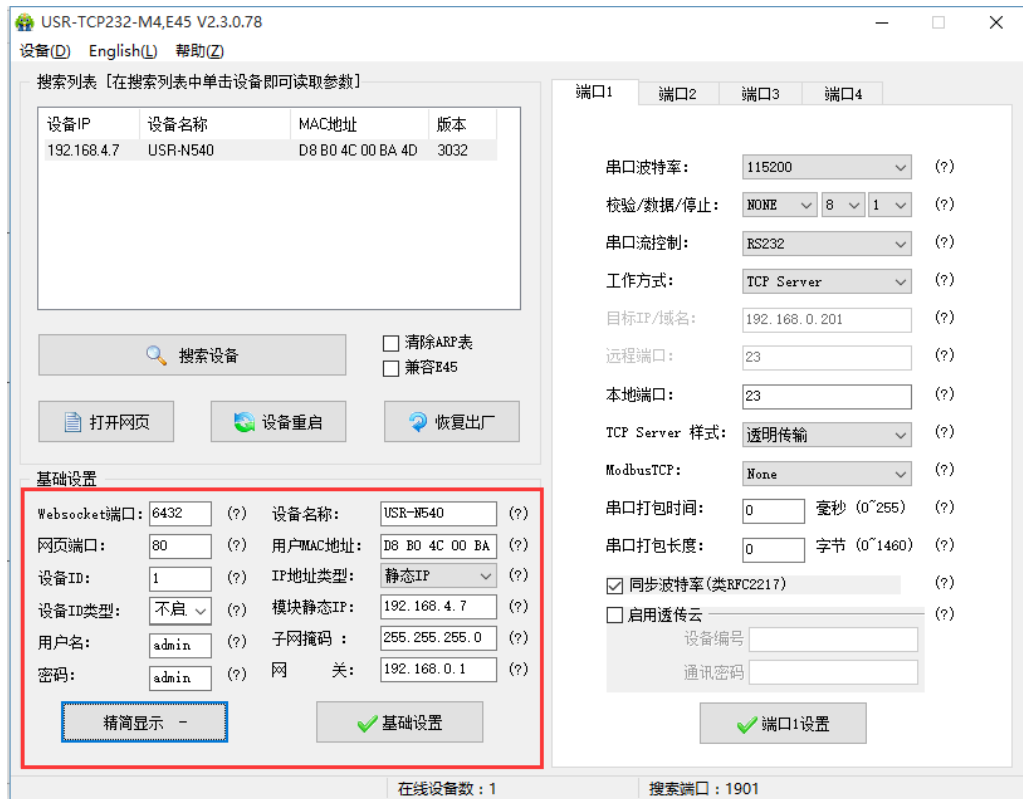 USR-TCP232-M4,E45 V2.3.0.78
设备(D) English(L) 帮助(Z)
搜索列表 [在搜索列表中单击设备即可读取参数]
设备IP 设备名称 MAC地址 版本
192.168.4.7 USR-N540 D8 B0 4C 00 BA 4D 3032
搜索设备
清除ARP表
兼容E45
打开网页
设备重启
恢复出厂
基础设置
Websocket端口: 6432 (?) 设备名称: USR-N540 (?)
网页端口: 80 (?) 用户MAC地址: D8 B0 4C 00 BA (?)
设备ID: 1 (?) IP地址类型: 静态IP (?)
设备ID类型: 不启 (?) 模块静态IP: 192.168.4.7 (?)
用户名: admin (?) 子网掩码 : 255.255.255.0 (?)
密码: admin (?) 网 关: 192.168.0.1 (?)
精简显示 -
基础设置
端口1 端口2 端口3 端口4
串口波特率: 115200 (?)
校验/数据/停止: NONE 8 1 (?)
串口流控制: RS232 (?)
工作方式: TCP Server (?)
目标IP/域名: 192.168.0.201 (?)
远程端口: 23 (?)
本地端口: 23 (?)
TCP Server 样式: 透明传输 (?)
ModbusTCP: None (?)
串口打包时间: 0 毫秒 (0~255) (?)
串口打包长度: 0 字节 (0~1460) (?)
同步波特率(类RFC2217) (?)
启用透传云 (?)
设备编号
通讯密码
端口1设置
在线设备数：1 搜索端口：1901